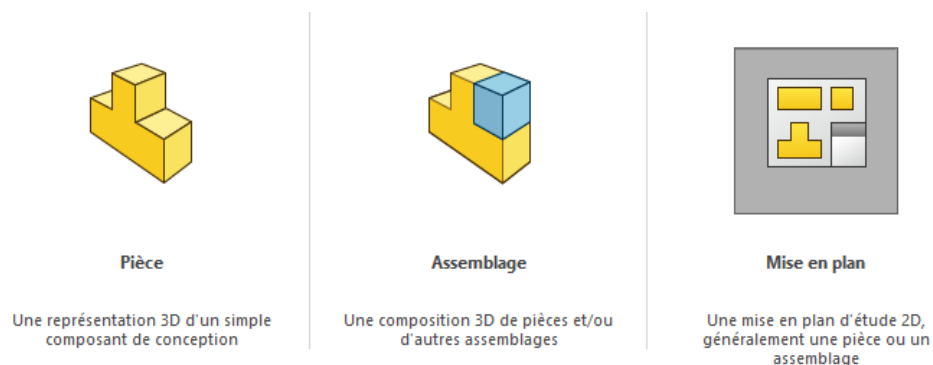 Pièce
Une représentation 3D d'un simple
composant de conception
Assemblage
Une composition 3D de pièces et/ou
d'autres assemblages
Mise en plan
Une mise en plan d'étude 2D,
généralement une pièce ou un
assemblage